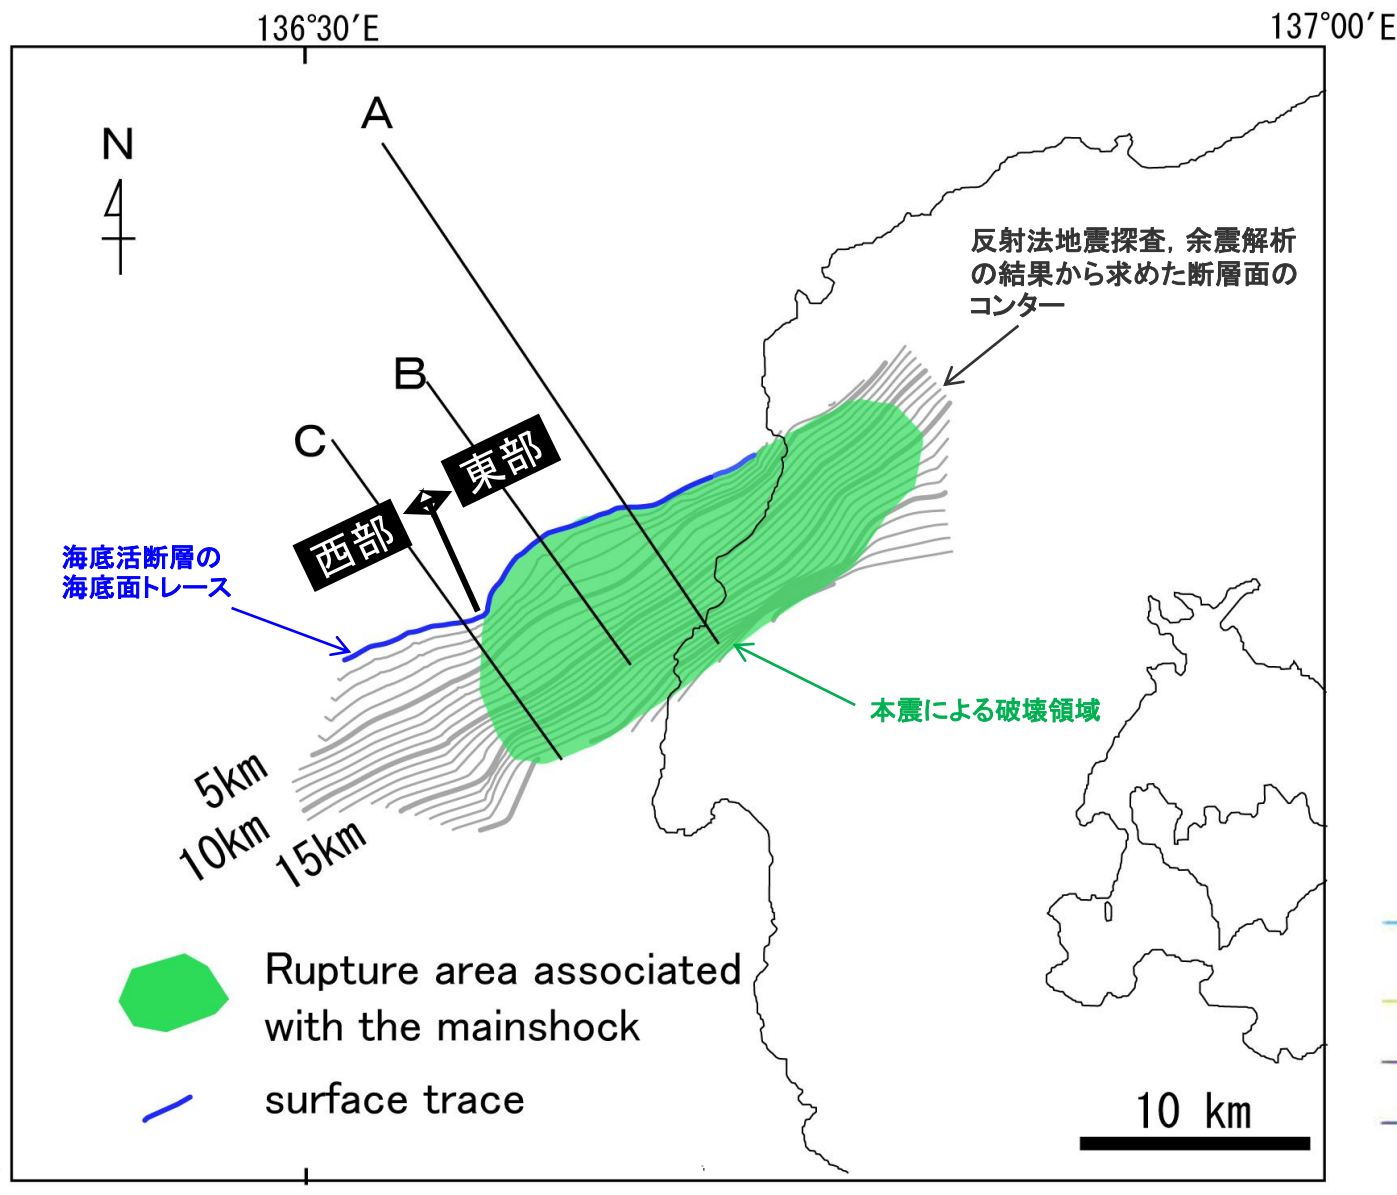 136°30′E
137°00′E
A
N
反射法地震探査，余震解析
の結果から求めた断層面の
コンター
B
C
東部
西部
海底活断層の
海底面トレース
本震による破壊領域
5km
10km
15km
Rupture area associated
with the mainshock
surface trace
10 km